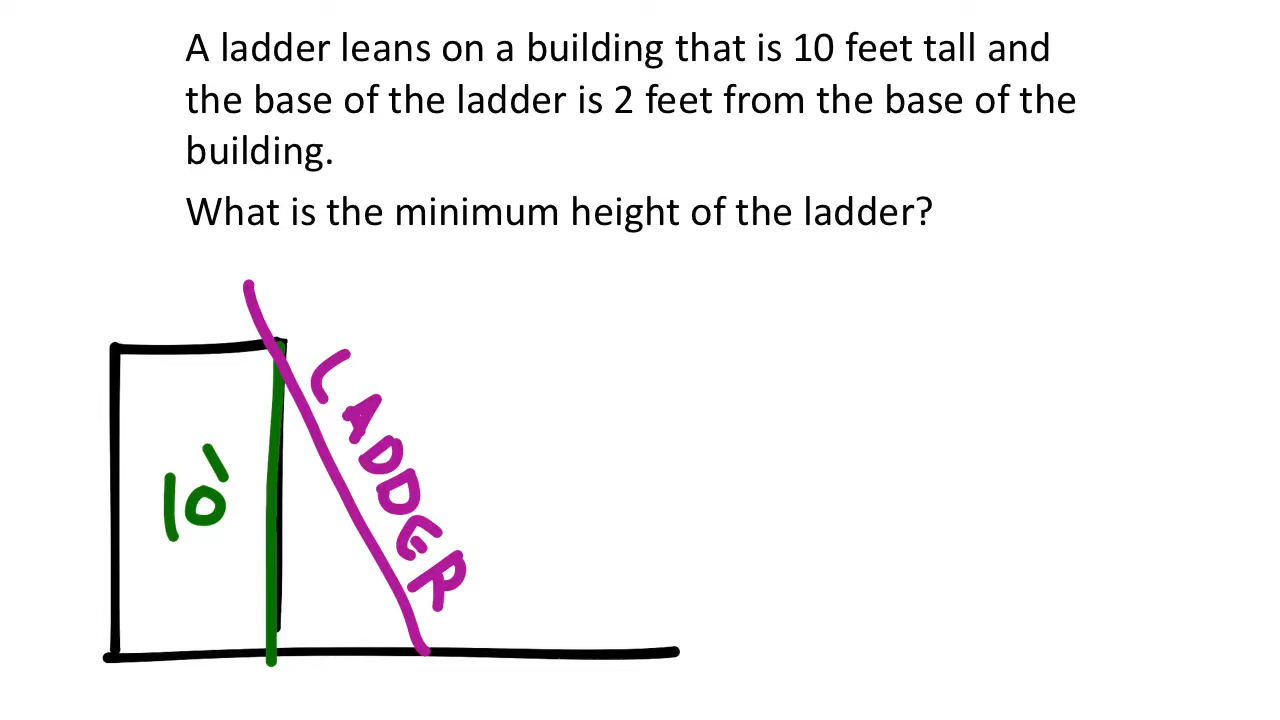 A ladder leans on a building that is 10 feet tall and
the base of the ladder is 2 feet from the base of the
building.
What is the minimum height of the ladder?
LADDER
10'